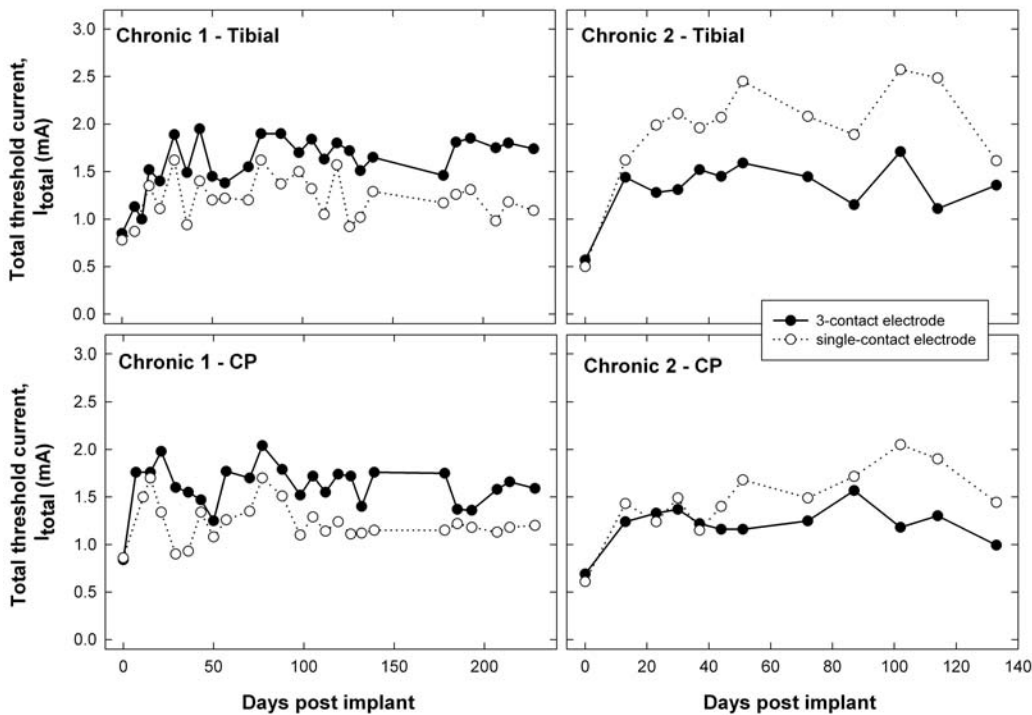 Chronic 1 - Tibial
Chronic 2 - Tibial
Total threshold current,
I_total (mA)
3.0
2.5
2.0
1.5
1.0
0.5
0.0
3-contact electrode
single-contact electrode
Chronic 1 - CP
Chronic 2 - CP
Total threshold current,
I_total (mA)
3.0
2.5
2.0
1.5
1.0
0.5
0.0
0 50 100 150 200
0 20 40 60 80 100 120 140
Days post implant
Days post implant